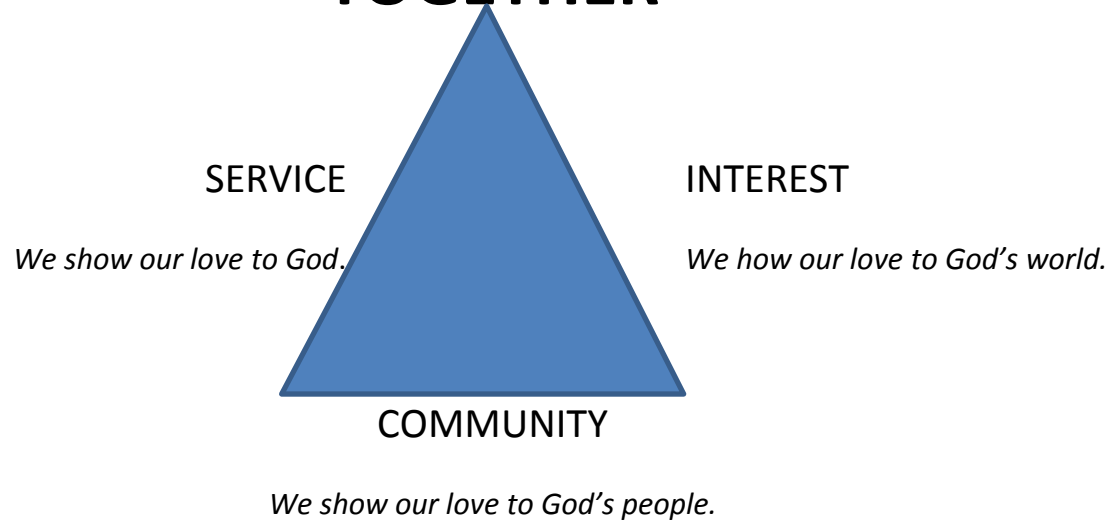 TOGETHER
SERVICE
INTEREST
We show our love to God.
We how our love to God’s world.
COMMUNITY
We show our love to God’s people.